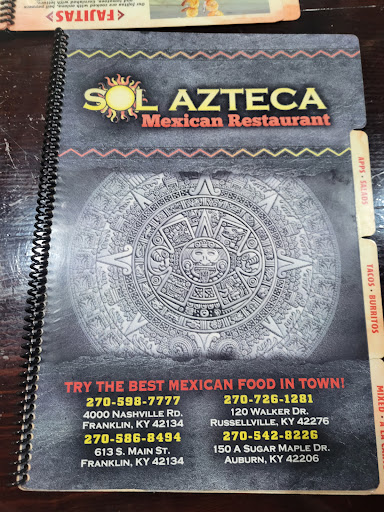 FAJITAS
SOL AZTECA
Mexican Restaurant
APPS • SALADS
TACOS • BURRITOS
TRY THE BEST MEXICAN FOOD IN TOWN!
270-598-7777
4000 NASHVILLE RD.
FRANKLIN, KY 42134
270-586-8494
613 S. MAIN ST.
FRANKLIN, KY 42134
270-726-1281
120 WALKER DR.
RUSSELLVILLE, KY 42276
270-542-8226
150 A SUGAR MAPLE DR.
AUBURN, KY 42206
MIXED •